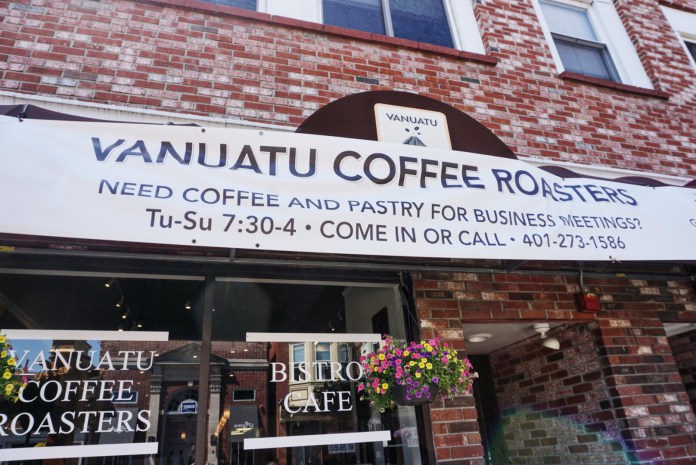 VANUATU
VANUATU COFFEE ROASTERS
NEED COFFEE AND PASTRY FOR BUSINESS MEETINGS?
Tu-Su 7:30-4 • COME IN OR CALL • 401-273-1586
VANUATU
COFFEE
ROASTERS
BISTRO
CAFE